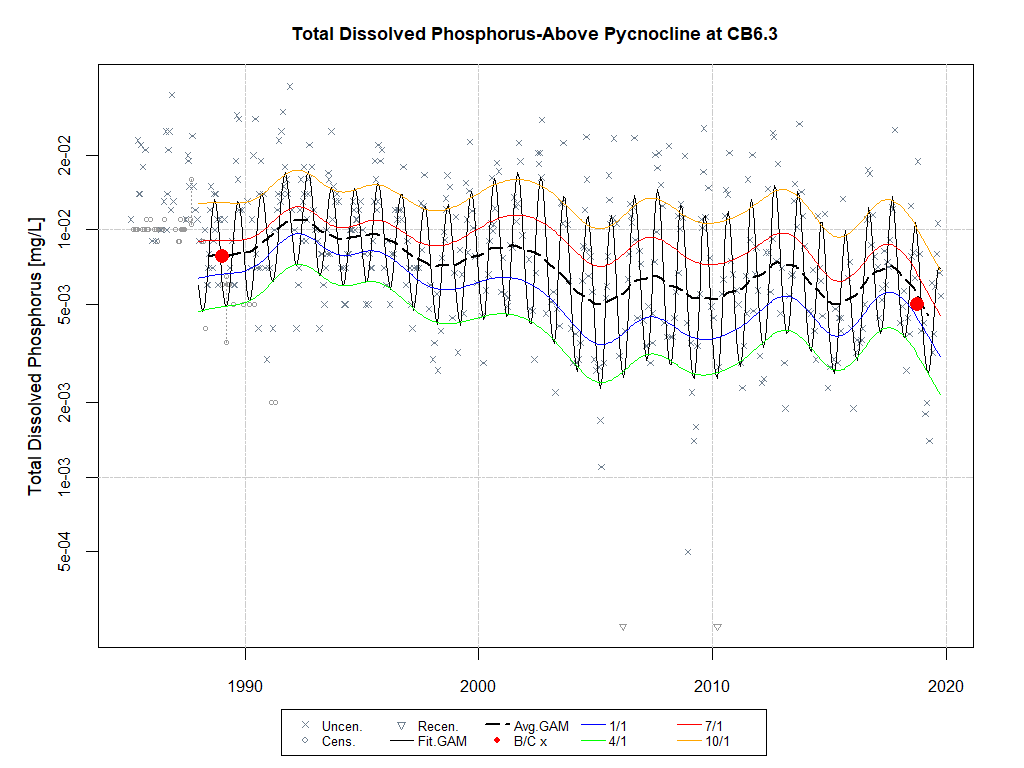 Total Dissolved Phosphorus-Above Pycnocline at CB6.3
Total Dissolved Phosphorus [mg/L]
2e-02
1e-02
5e-03
2e-03
1e-03
5e-04
1990 2000 2010 2020
Uncen. Recen. Avg.GAM 1/1 7/1
Cens. Fit.GAM B/C x 4/1 10/1